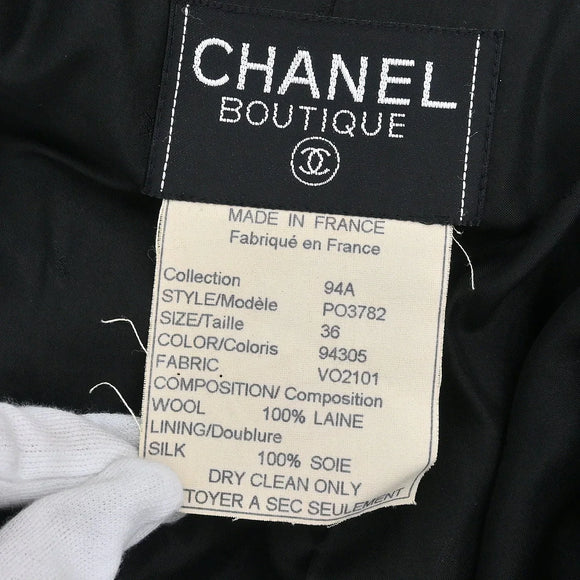 CHANEL
BOUTIQUE
MADE IN FRANCE
Fabriqué en France
Collection 94A
STYLE/Modèle PO3782
SIZE/Taille 36
COLOR/Coloris 94305
FABRIC VO2101
COMPOSITION/ Composition
WOOL 100% LAINE
LINING/Doublure
SILK 100% SOIE
DRY CLEAN ONLY
TOYER A SEC SEULEMENT